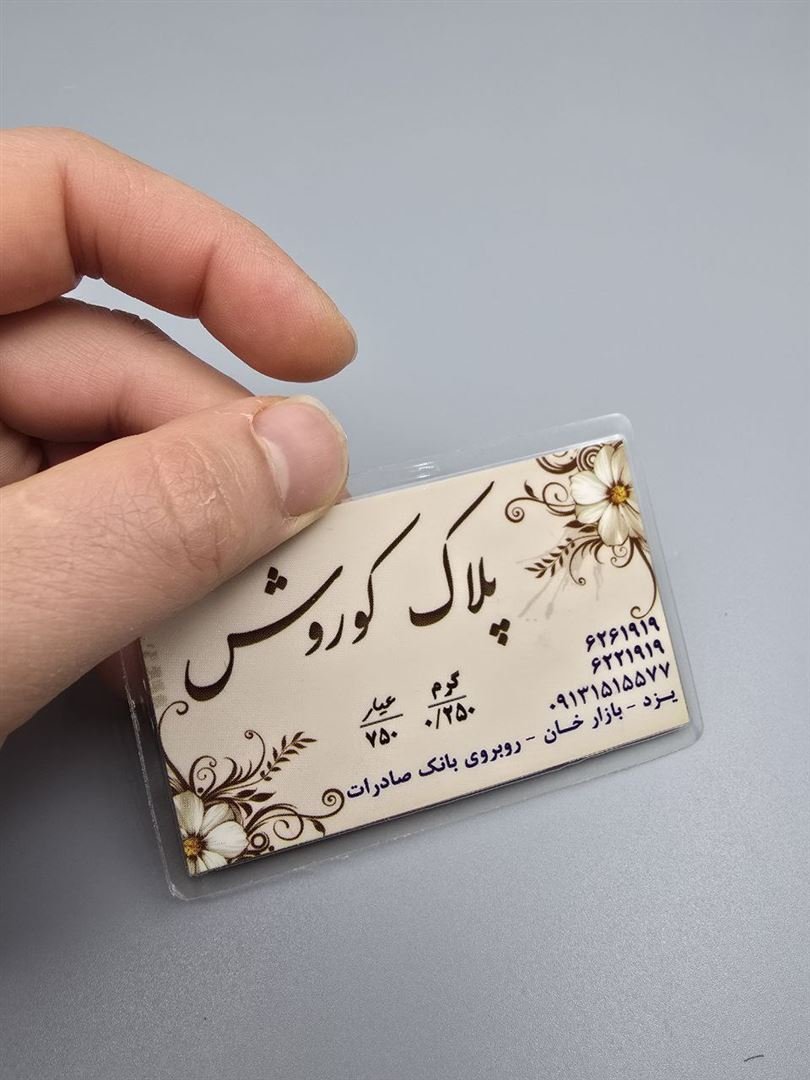 پلاک کوروش
گرم
۰/۲۵۰
عیار
۷۵۰
۶۲۶۱۹۱۹
۶۲۲۱۹۱۹
۰۹۱۳۱۵۱۵۵۷۷
یزد - بازار خان - روبروی بانک صادرات